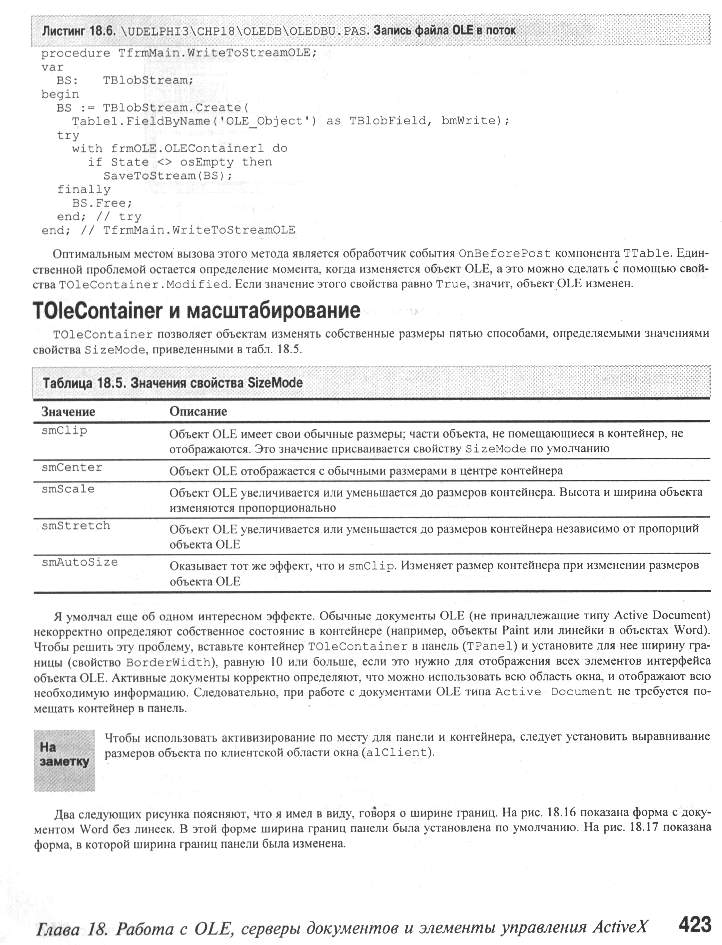 Листинг 18.6. \UDELPHI3\CHP18\OLEDB\OLEDBU.PAS. Запись файла OLE в поток
procedure TfrmMain.WriteToStreamOLE;
var
BS: TBlobStream;
begin
BS := TBlobStream.Create(
Table1.FieldByName('OLE_Object') as TBlobField, bmWrite);
try
with frmOLE.OLEContainer1 do
if State <> osEmpty then
SaveToStream(BS);
finally
BS.Free;
end; // try
end; // TfrmMain.WriteToStreamOLE
Оптимальным местом вызова этого метода является обработчик события OnBeforePost компонента TTable. Един-
ственной проблемой остается определение момента, когда изменяется объект OLE, а это можно сделать с помощью свой-
ства TOleContainer.Modified. Если значение этого свойства равно True, значит, объект OLE изменен.
TOleContainer и масштабирование
TOleContainer позволяет объектам изменять собственные размеры пятью способами, определяемыми значениями
свойства SizeMode, приведенными в табл. 18.5.
Таблица 18.5. Значения свойства SizeMode
Значение Описание
smClip Объект OLE имеет свои обычные размеры; части объекта, не помещающиеся в контейнер, не
отображаются. Это значение присваивается свойству SizeMode по умолчанию
smCenter Объект OLE отображается с обычными размерами в центре контейнера
smScale Объект OLE увеличивается или уменьшается до размеров контейнера. Высота и ширина объекта
изменяются пропорционально
smStretch Объект OLE увеличивается или уменьшается до размеров контейнера независимо от пропорций
объекта OLE
smAutoSize Оказывает тот же эффект, что и smClip. Изменяет размер контейнера при изменении размеров
объекта OLE
Я умолчал еще об одном интересном эффекте. Обычные документы OLE (не принадлежащие типу Active Document)
некорректно определяют собственное состояние в контейнере (например, объекты Paint или линейки в объектах Word).
Чтобы решить эту проблему, вставьте контейнер TOleContainer в панель (TPanel) и установите для нее ширину гра-
ницы (свойство BorderWidth), равную 10 или больше, если это нужно для отображения всех элементов интерфейса
объекта OLE. Активные документы корректно определяют, что можно использовать всю область окна, и отображают всю
необходимую информацию. Следовательно, при работе с документами OLE типа Active Document не требуется по-
мещать контейнер в панель.
На
заметку
Чтобы использовать активизирование по месту для панели и контейнера, следует установить выравнивание
размеров объекта по клиентской области окна (alClient).
Два следующих рисунка поясняют, что я имел в виду, говоря о ширине границ. На рис. 18.16 показана форма с доку-
ментом Word без линеек. В этой форме ширина границ панели была установлена по умолчанию. На рис. 18.17 показана
форма, в которой ширина границ панели была изменена.
Глава 18. Работа с OLE, серверы документов и элементы управления ActiveX 423